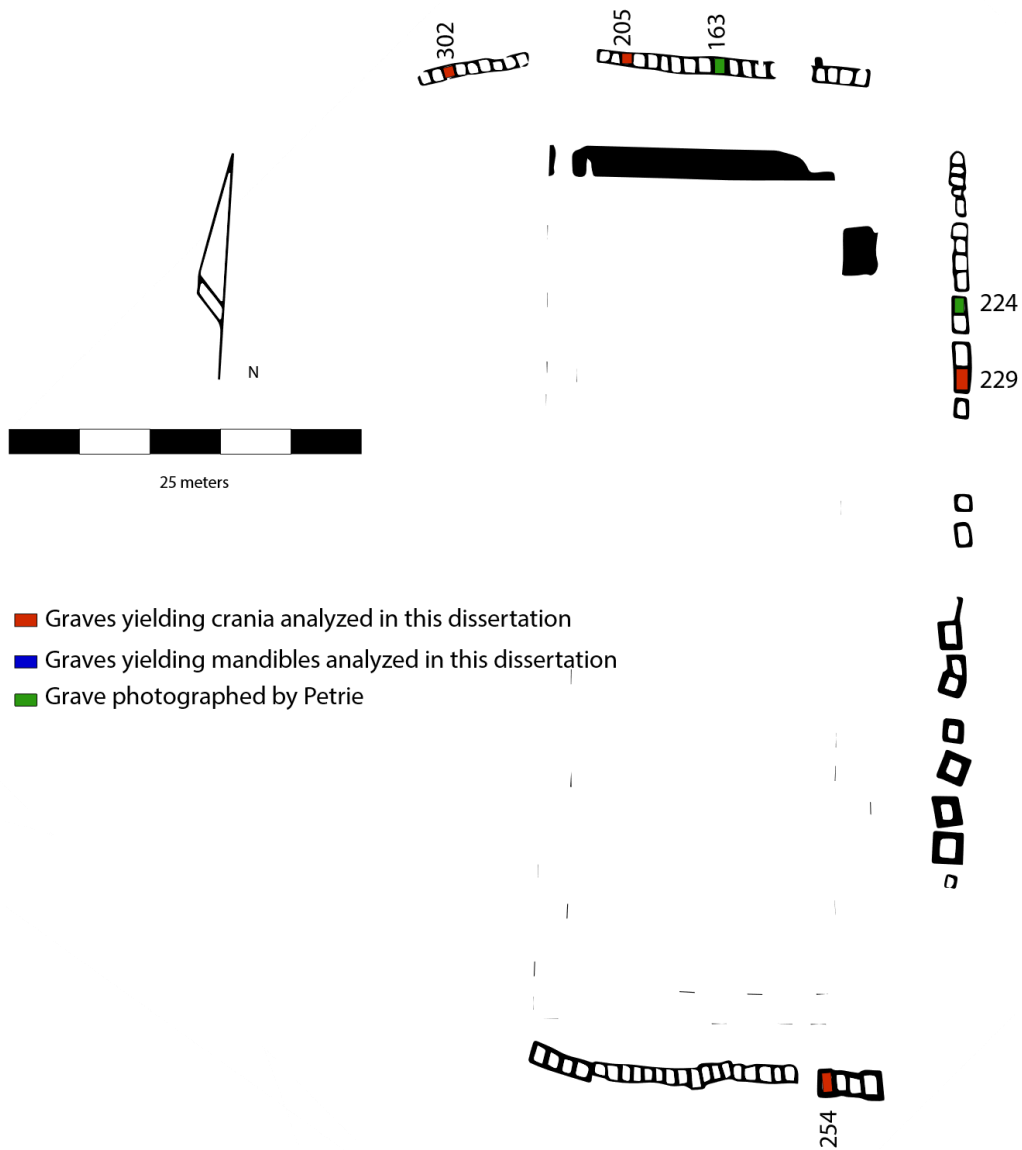 302
205
163
224
229
N
25 meters
Graves yielding crania analyzed in this dissertation
Graves yielding mandibles analyzed in this dissertation
Grave photographed by Petrie
254